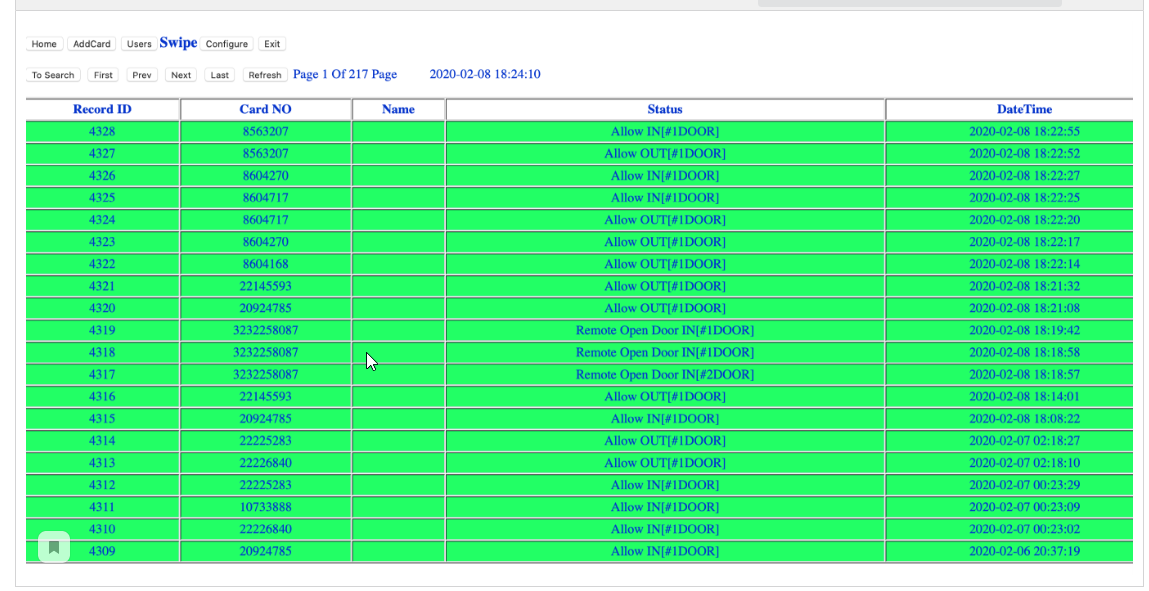 Home AddCard Users Swipe Configure Exit
To Search First Prev Next Last Refresh Page 1 Of 217 Page 2020-02-08 18:24:10
Record ID Card NO Name Status DateTime
4328 8563207 Allow IN[#1DOOR] 2020-02-08 18:22:55
4327 8563207 Allow OUT[#1DOOR] 2020-02-08 18:22:52
4326 8604270 Allow IN[#1DOOR] 2020-02-08 18:22:27
4325 8604717 Allow IN[#1DOOR] 2020-02-08 18:22:25
4324 8604717 Allow OUT[#1DOOR] 2020-02-08 18:22:20
4323 8604270 Allow OUT[#1DOOR] 2020-02-08 18:22:17
4322 8604168 Allow OUT[#1DOOR] 2020-02-08 18:22:14
4321 22145593 Allow OUT[#1DOOR] 2020-02-08 18:21:32
4320 20924785 Allow OUT[#1DOOR] 2020-02-08 18:21:08
4319 3232258087 Remote Open Door IN[#1DOOR] 2020-02-08 18:19:42
4318 3232258087 Remote Open Door IN[#1DOOR] 2020-02-08 18:18:58
4317 3232258087 Remote Open Door IN[#2DOOR] 2020-02-08 18:18:57
4316 22145593 Allow OUT[#1DOOR] 2020-02-08 18:14:01
4315 20924785 Allow IN[#1DOOR] 2020-02-08 18:08:22
4314 22225283 Allow OUT[#1DOOR] 2020-02-07 02:18:27
4313 22226840 Allow OUT[#1DOOR] 2020-02-07 02:18:10
4312 22225283 Allow IN[#1DOOR] 2020-02-07 00:23:29
4311 10733888 Allow IN[#1DOOR] 2020-02-07 00:23:09
4310 22226840 Allow IN[#1DOOR] 2020-02-07 00:23:02
4309 20924785 Allow IN[#1DOOR] 2020-02-06 20:37:19